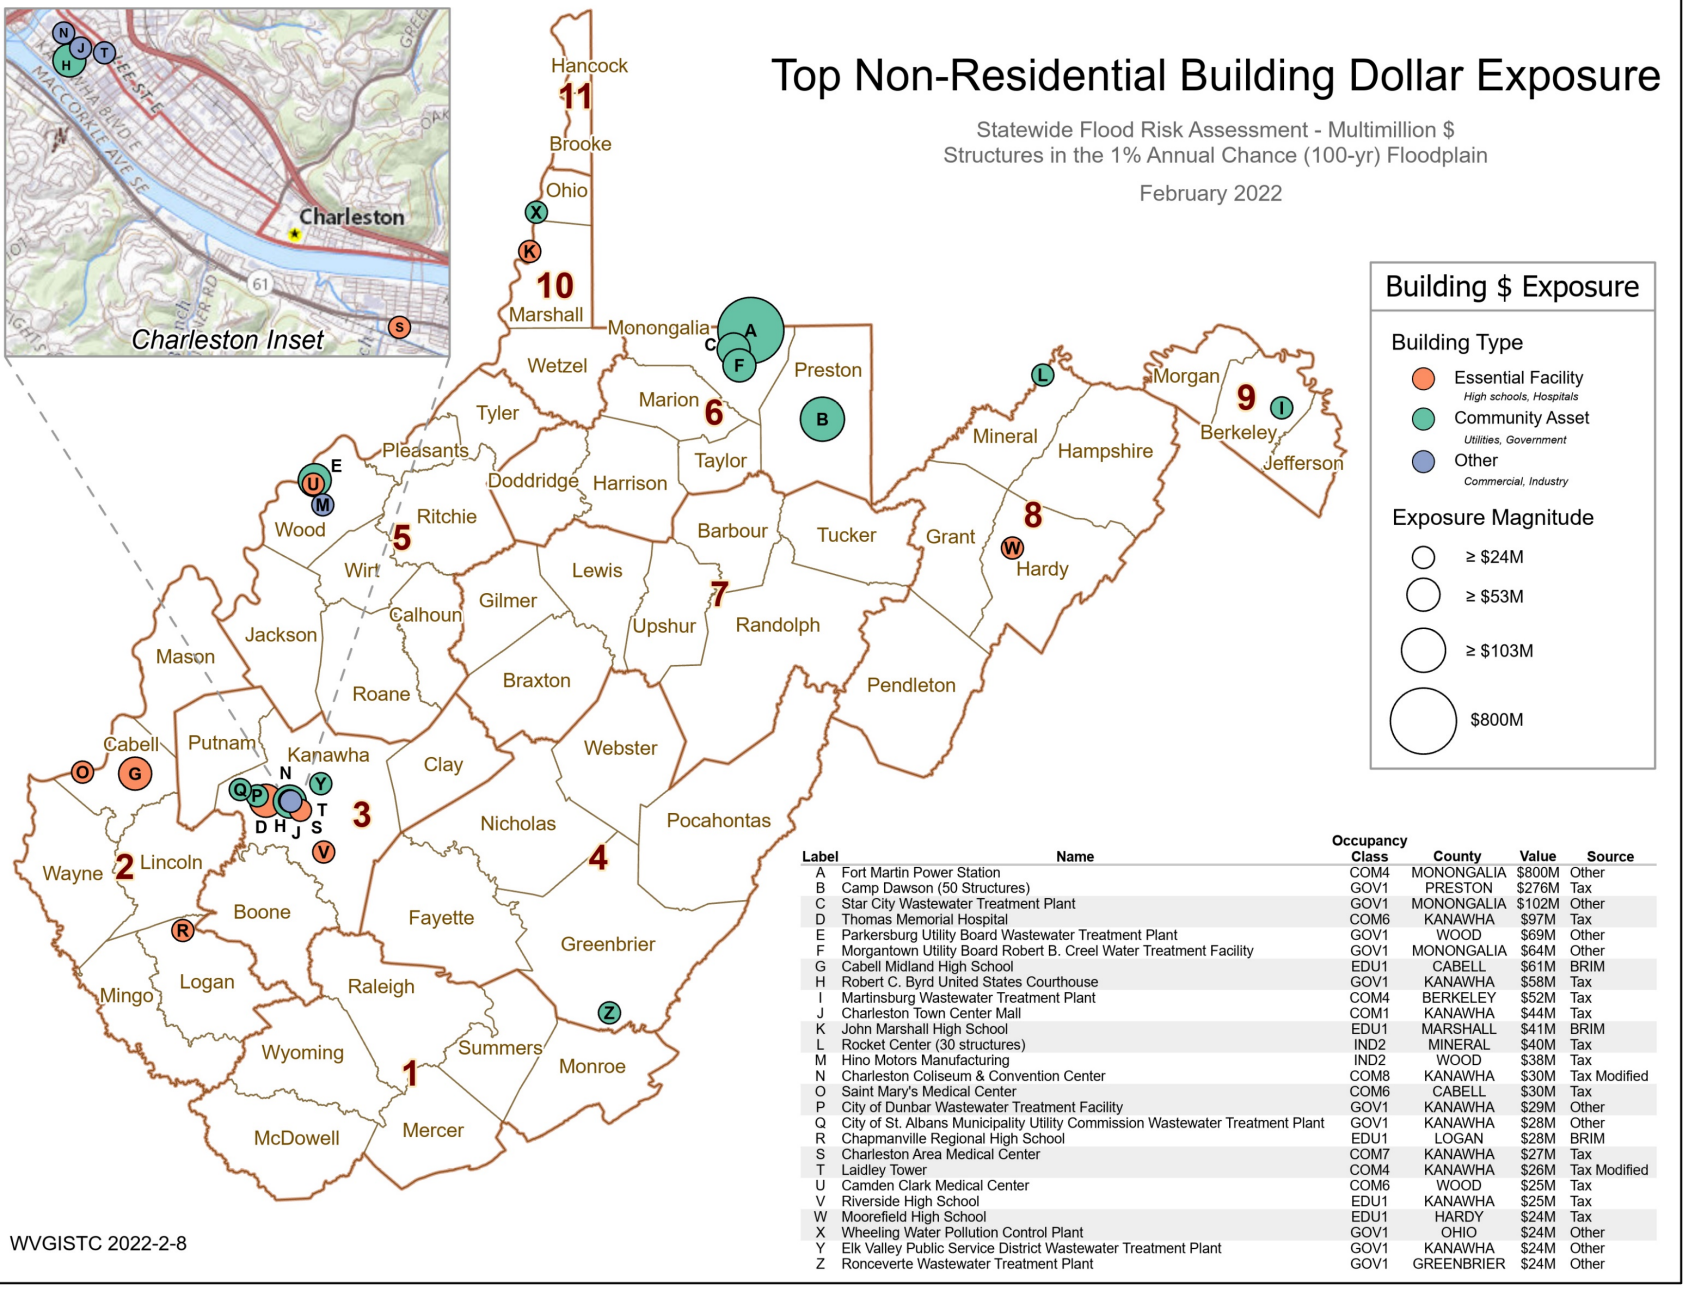 Top Non-Residential Building Dollar Exposure
Statewide Flood Risk Assessment - Multimillion $
Structures in the 1% Annual Chance (100-yr) Floodplain
February 2022
N
J
T
H
LEE ST E
KANAWHA BLVD E
MACCORKLE AVE SE
Charleston
61
S
Charleston Inset
Hancock
11
Brooke
Ohio
X
K
10
Marshall
Monongalia
A
C
F
Wetzel
Preston
B
Marion
6
Tyler
Pleasants
Taylor
Doddridge
Harrison
E
U
M
Wood
Ritchie
5
Wirt
Barbour
Tucker
Lewis
7
Gilmer
Calhoun
Jackson
Upshur
Randolph
L
Morgan
9
I
Berkeley
Jefferson
Mineral
Hampshire
8
Grant
W
Hardy
Pendleton
Mason
Roane
Braxton
Cabell
Putnam
Kanawha
Clay
Webster
O
G
N
Q
P
Y
T
D
H
J
S
3
V
Nicholas
Pocahontas
Wayne
2
Lincoln
4
Boone
Fayette
R
Greenbrier
Logan
Mingo
Raleigh
Z
Wyoming
Summers
1
Monroe
McDowell
Mercer
Building $ Exposure
Building Type
Essential Facility
High schools, Hospitals
Community Asset
Utilities, Government
Other
Commercial, Industry
Exposure Magnitude
≥ $24M
≥ $53M
≥ $103M
$800M
Label Name Occupancy Class County Value Source
A Fort Martin Power Station COM4 MONONGALIA $800M Other
B Camp Dawson (50 Structures) GOV1 PRESTON $276M Tax
C Star City Wastewater Treatment Plant GOV1 MONONGALIA $102M Other
D Thomas Memorial Hospital COM6 KANAWHA $97M Tax
E Parkersburg Utility Board Wastewater Treatment Plant GOV1 WOOD $69M Other
F Morgantown Utility Board Robert B. Creel Water Treatment Facility GOV1 MONONGALIA $64M Other
G Cabell Midland High School EDU1 CABELL $61M BRIM
H Robert C. Byrd United States Courthouse GOV1 KANAWHA $58M Tax
I Martinsburg Wastewater Treatment Plant COM4 BERKELEY $52M Tax
J Charleston Town Center Mall COM1 KANAWHA $44M Tax
K John Marshall High School EDU1 MARSHALL $41M BRIM
L Rocket Center (30 structures) IND2 MINERAL $40M Tax
M Hino Motors Manufacturing IND2 WOOD $38M Tax
N Charleston Coliseum & Convention Center COM8 KANAWHA $30M Tax Modified
O Saint Mary's Medical Center COM6 CABELL $30M Tax
P City of Dunbar Wastewater Treatment Facility GOV1 KANAWHA $29M Other
Q City of St. Albans Municipality Utility Commission Wastewater Treatment Plant GOV1 KANAWHA $28M Other
R Chapmanville Regional High School EDU1 LOGAN $28M BRIM
S Charleston Area Medical Center COM7 KANAWHA $27M Tax
T Laidley Tower COM4 KANAWHA $26M Tax Modified
U Camden Clark Medical Center COM6 WOOD $25M Tax
V Riverside High School EDU1 KANAWHA $25M Tax
W Moorefield High School EDU1 HARDY $24M Tax
X Wheeling Water Pollution Control Plant GOV1 OHIO $24M Other
Y Elk Valley Public Service District Wastewater Treatment Plant GOV1 KANAWHA $24M Other
Z Ronceverte Wastewater Treatment Plant GOV1 GREENBRIER $24M Other
WVGISTC 2022-2-8